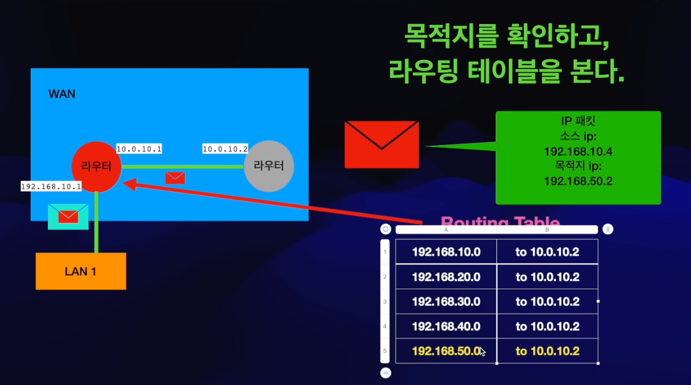 목적지를 확인하고,
라우팅 테이블을 본다.
WAN
10.0.10.1
10.0.10.2
라우터
라우터
192.168.10.1
LAN 1
IP 패킷
소스 ip:
192.168.10.4
목적지 ip:
192.168.50.2
Routing Table
A B
1 192.168.10.0 to 10.0.10.2
2 192.168.20.0 to 10.0.10.2
3 192.168.30.0 to 10.0.10.2
4 192.168.40.0 to 10.0.10.2
5 192.168.50.0 to 10.0.10.2